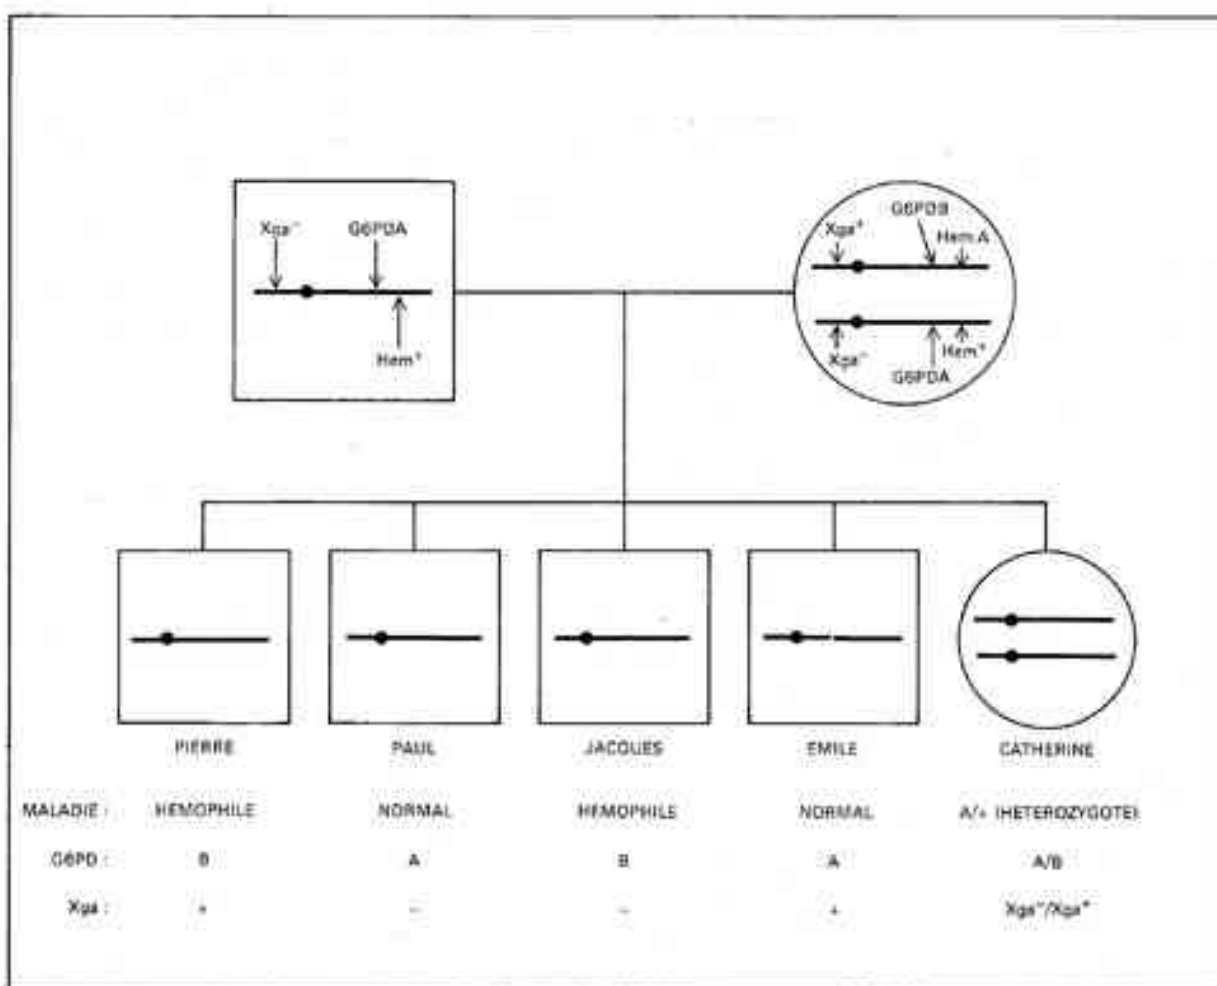 Xga⁻ G6PDA
Hem⁺
G6PDB
Xga⁺ Hem A
Xga⁻ Hem⁺
G6PDA
PIERRE PAUL JACQUES EMILE CATHERINE
MALADIE : HEMOPHILE NORMAL HEMOPHILE NORMAL A/+ (HETEROZYGOTE)
G6PD : B A B A A/B
Xga : + - - + Xga⁻/Xga⁺